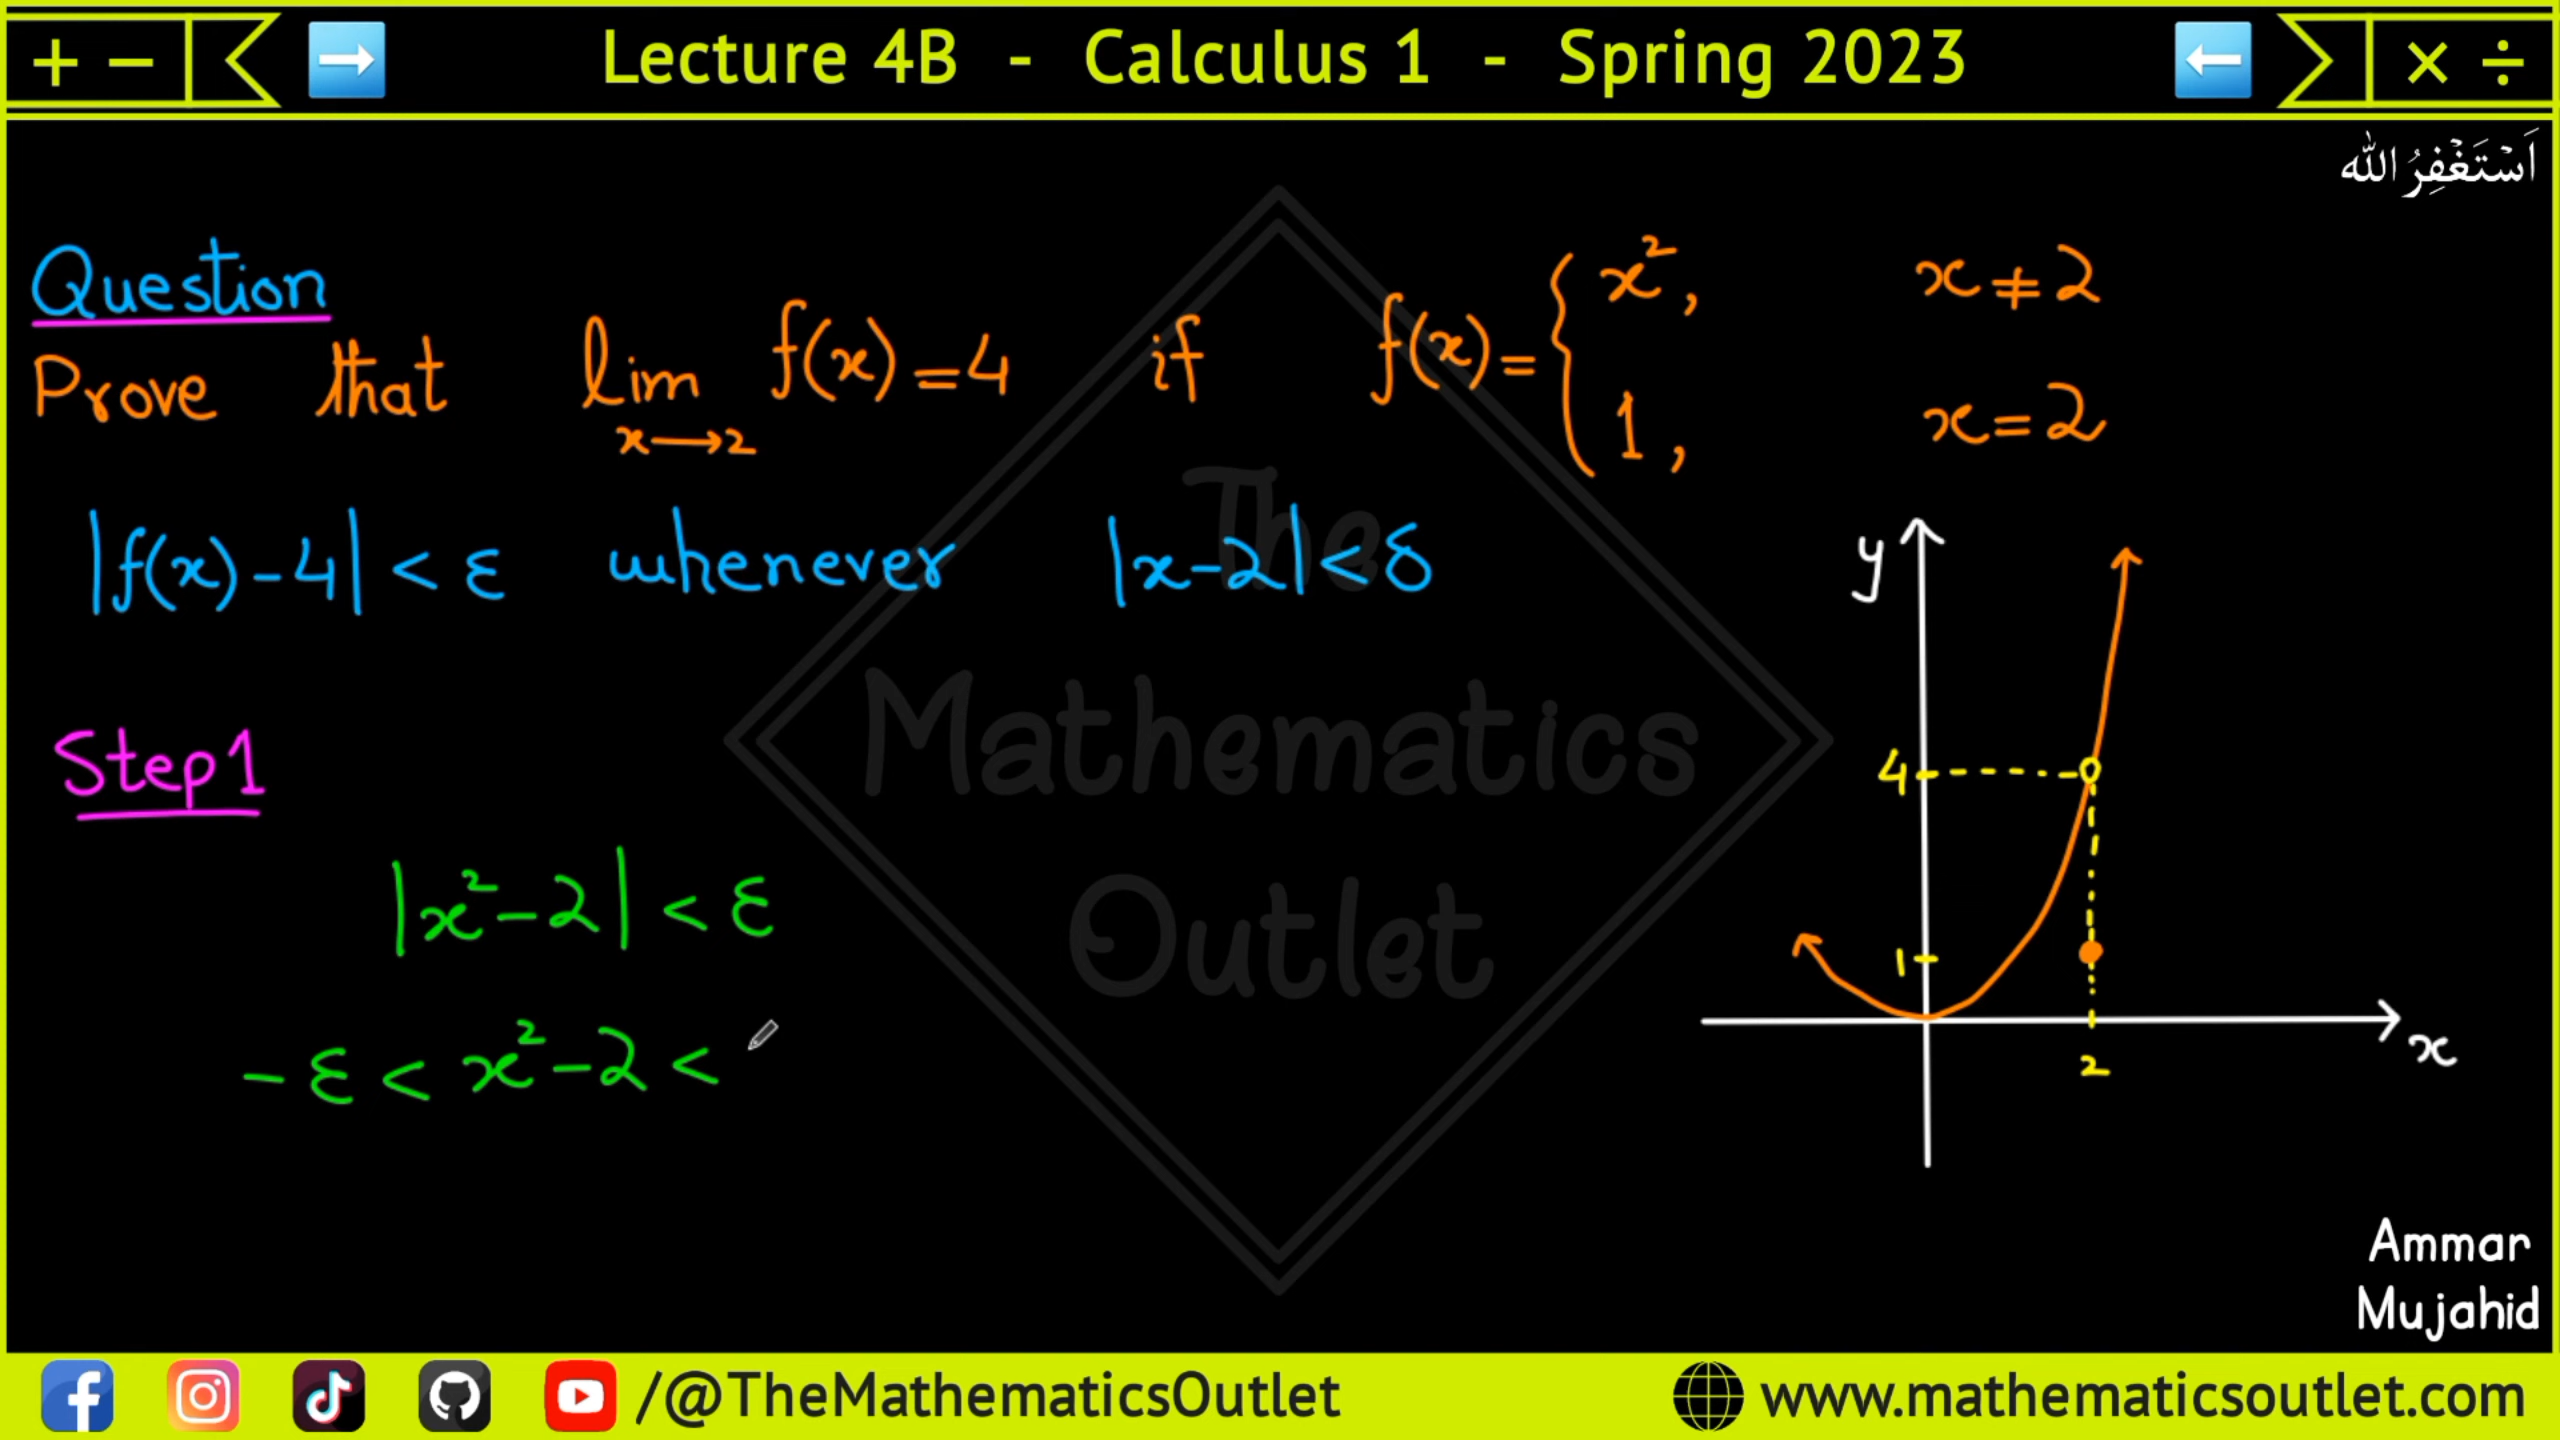 + − Lecture 4B - Calculus 1 - Spring 2023 × ÷
اَسْتَغْفِرُ اللّٰه
Question
Prove that lim f(x) = 4 if f(x) = { x², x ≠ 2
x→2 1, x = 2
|f(x) - 4| < ε whenever |x - 2| < δ
Step 1
|x² - 2| < ε
- ε < x² - 2 <
y
4
1
2
x
The
Mathematics
Outlet
Ammar
Mujahid
/@TheMathematicsOutlet www.mathematicsoutlet.com